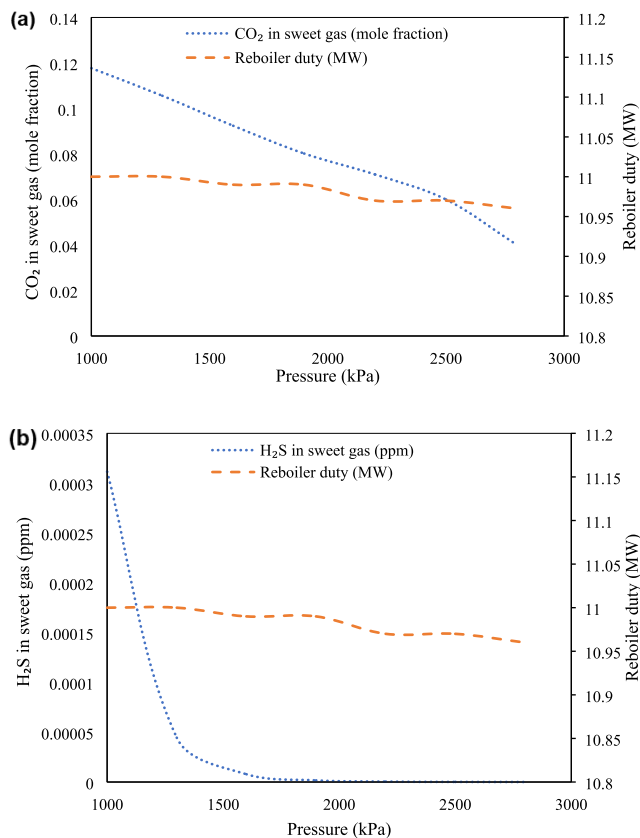 (a)
CO₂ in sweet gas (mole fraction)
Reboiler duty (MW)
CO₂ in sweet gas (mole fraction)
0.14
0.12
0.1
0.08
0.06
0.04
0.02
0
11.2
11.15
11.1
11.05
11
10.95
10.9
10.85
10.8
Reboiler duty (MW)
1000 1500 2000 2500 3000
Pressure (kPa)
(b)
H₂S in sweet gas (ppm)
Reboiler duty (MW)
H₂S in sweet gas (ppm)
0.00035
0.0003
0.00025
0.0002
0.00015
0.0001
0.00005
0
11.2
11.15
11.1
11.05
11
10.95
10.9
10.85
10.8
Reboiler duty (MW)
1000 1500 2000 2500 3000
Pressure (kPa)